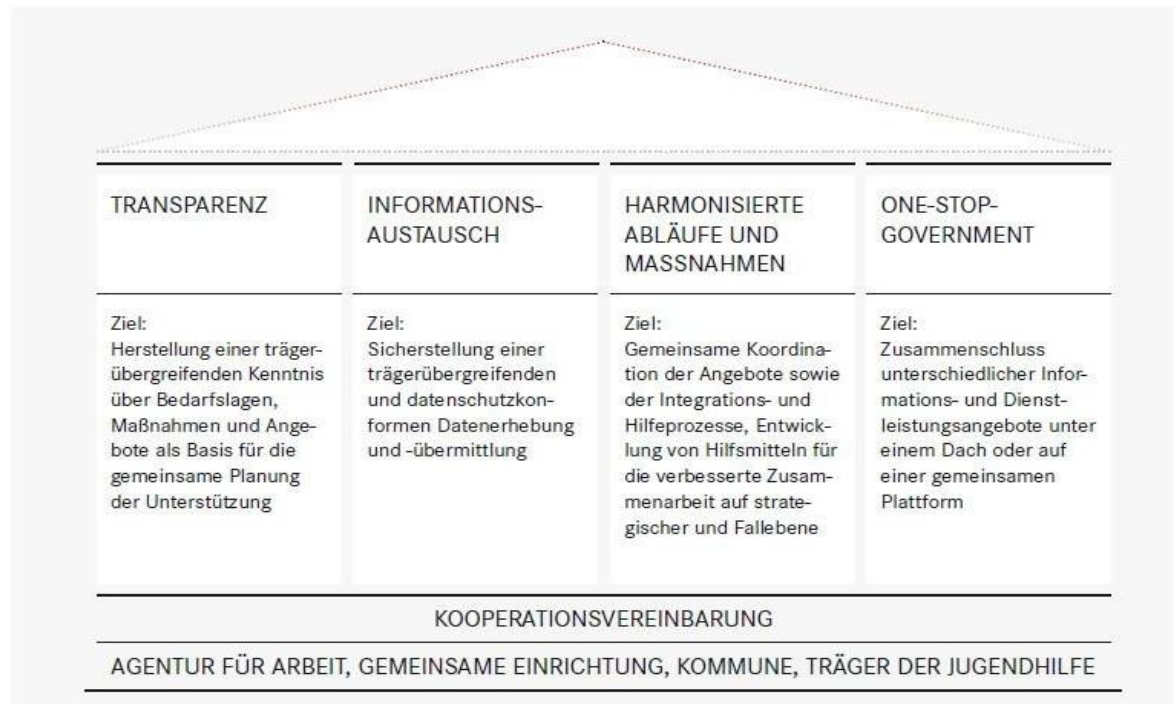 TRANSPARENZ
Ziel:
Herstellung einer träger-
übergreifenden Kenntnis
über Bedarfslagen,
Maßnahmen und Ange-
bote als Basis für die
gemeinsame Planung
der Unterstützung
INFORMATIONS-
AUSTAUSCH
Ziel:
Sicherstellung einer
trägerübergreifenden
und datenschutzkon-
formen Datenerhebung
und -übermittlung
HARMONISIERTE
ABLÄUFE UND
MASSNAHMEN
Ziel:
Gemeinsame Koordina-
tion der Angebote sowie
der Integrations- und
Hilfeprozesse, Entwick-
lung von Hilfsmitteln für
die verbesserte Zusam-
menarbeit auf strate-
gischer und Fallebene
ONE-STOP-
GOVERNMENT
Ziel:
Zusammenschluss
unterschiedlicher Infor-
mations- und Dienst-
leistungsangebote unter
einem Dach oder auf
einer gemeinsamen
Plattform
KOOPERATIONSVEREINBARUNG
AGENTUR FÜR ARBEIT, GEMEINSAME EINRICHTUNG, KOMMUNE, TRÄGER DER JUGENDHILFE